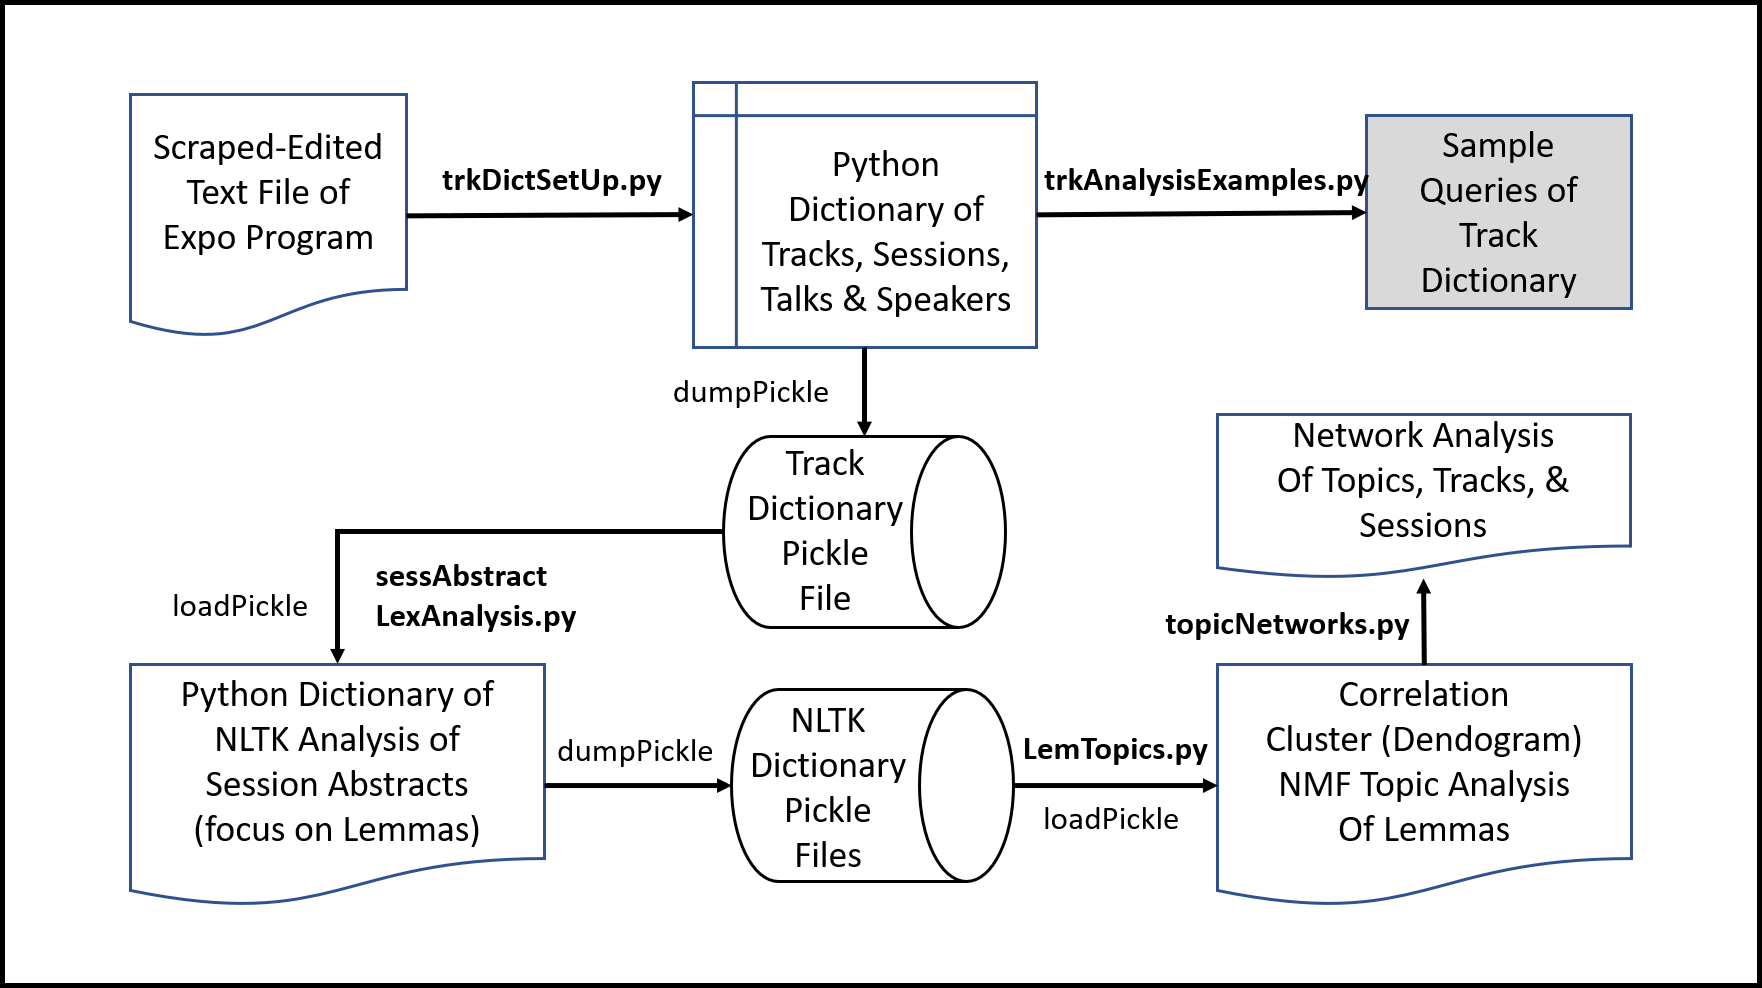 Scraped-Edited
Text File of
Expo Program
trkDictSetUp.py
Python
Dictionary of
Tracks, Sessions,
Talks & Speakers
trkAnalysisExamples.py
Sample
Queries of
Track
Dictionary
dumpPickle
Track
Dictionary
Pickle
File
loadPickle
sessAbstract
LexAnalysis.py
Python Dictionary of
NLTK Analysis of
Session Abstracts
(focus on Lemmas)
dumpPickle
NLTK
Dictionary
Pickle
Files
LemTopics.py
loadPickle
Correlation
Cluster (Dendogram)
NMF Topic Analysis
Of Lemmas
topicNetworks.py
Network Analysis
Of Topics, Tracks, &
Sessions